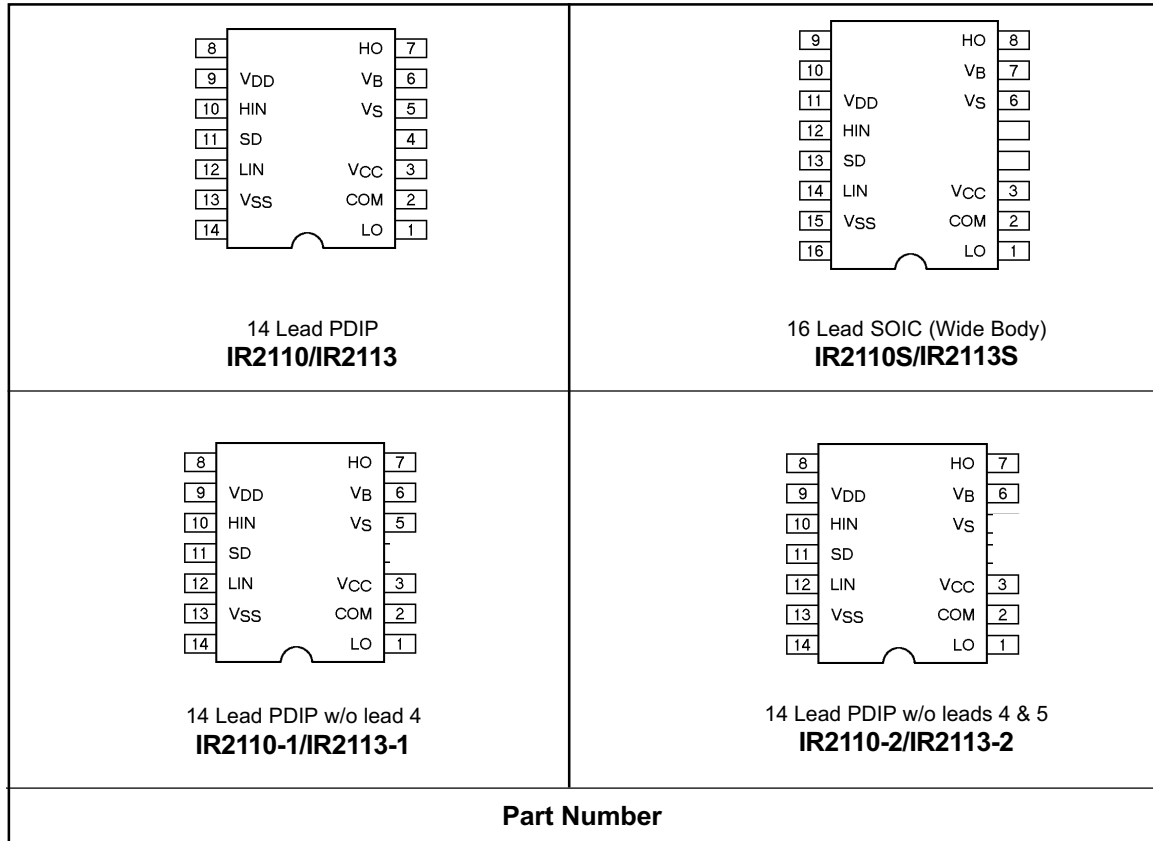 8 HO 7
9 VDD VB 6
10 HIN VS 5
11 SD 4
12 LIN VCC 3
13 VSS COM 2
14 LO 1
14 Lead PDIP
IR2110/IR2113
9 HO 8
10 VB 7
11 VDD VS 6
12 HIN
13 SD
14 LIN VCC 3
15 VSS COM 2
16 LO 1
16 Lead SOIC (Wide Body)
IR2110S/IR2113S
8 HO 7
9 VDD VB 6
10 HIN VS 5
11 SD
12 LIN VCC 3
13 VSS COM 2
14 LO 1
14 Lead PDIP w/o lead 4
IR2110-1/IR2113-1
8 HO 7
9 VDD VB 6
10 HIN VS
11 SD
12 LIN VCC 3
13 VSS COM 2
14 LO 1
14 Lead PDIP w/o leads 4 & 5
IR2110-2/IR2113-2
Part Number